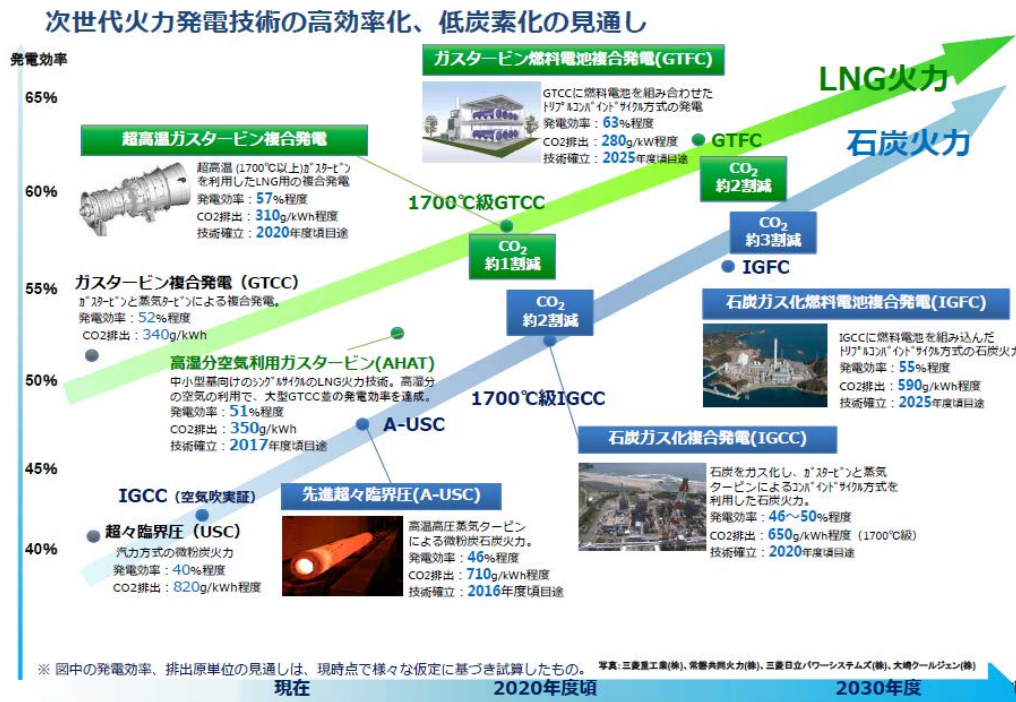 次世代火力発電技術の高効率化、低炭素化の見通し
発電効率
65%
60%
55%
50%
45%
40%
LNG火力
石炭火力
ガスタービン燃料電池複合発電(GTFC)
GTCCに燃料電池を組み合わせた
ﾄﾘﾌﾟﾙｺﾝﾊﾞｲﾝﾄﾞｻｲｸﾙ方式の発電
発電効率：63%程度
CO2排出：280g/kW程度
技術確立：2025年度頃目途
GTFC
CO2
約2割減
超高温ガスタービン複合発電
超高温 (1700℃以上)ｶﾞｽﾀｰﾋﾞﾝ
を利用したLNG用の複合発電
発電効率：57%程度
CO2排出：310g/kWh程度
技術確立：2020年度頃目途
1700℃級GTCC
CO2
約1割減
CO2
約3割減
IGFC
ガスタービン複合発電（GTCC）
ｶﾞｽﾀｰﾋﾞﾝと蒸気ﾀｰﾋﾞﾝによる複合発電。
発電効率：52%程度
CO2排出：340g/kWh
CO2
約2割減
石炭ガス化燃料電池複合発電(IGFC)
IGCCに燃料電池を組み込んだ
ﾄﾘﾌﾟﾙｺﾝﾊﾞｲﾝﾄﾞｻｲｸﾙ方式の石炭火力
発電効率：55%程度
CO2排出：590g/kWh程度
技術確立：2025年度頃目途
高湿分空気利用ガスタービン(AHAT)
中小型基向けのｼﾝｸﾞﾙｻｲｸﾙのLNG火力技術。高湿分
の空気の利用で、大型GTCC並の発電効率を達成。
発電効率：51%程度
CO2排出：350g/kWh
技術確立：2017年度頃目途
1700℃級IGCC
A-USC
石炭ガス化複合発電(IGCC)
石炭をガス化し、ｶﾞｽﾀｰﾋﾞﾝと蒸気
タービンによるｺﾝﾊﾞｲﾝﾄﾞｻｲｸﾙ方式を
利用した石炭火力。
発電効率：46～50%程度
CO2排出：650g/kWh程度（1700℃級）
技術確立：2020年度頃目途
IGCC（空気吹実証）
超々臨界圧（USC）
汽力方式の微粉炭火力
発電効率：40%程度
CO2排出：820g/kWh程度
先進超々臨界圧(A-USC)
高温高圧蒸気タービン
による微粉炭石炭火力。
発電効率：46%程度
CO2排出：710g/kWh程度
技術確立：2016年度頃目途
※ 図中の発電効率、排出原単位の見通しは、現時点で様々な仮定に基づき試算したもの。
写真：三菱重工業(株)、常磐共同火力(株)、三菱日立パワーシステムズ(株)、大崎クールジェン(株)
現在
2020年度頃
2030年度